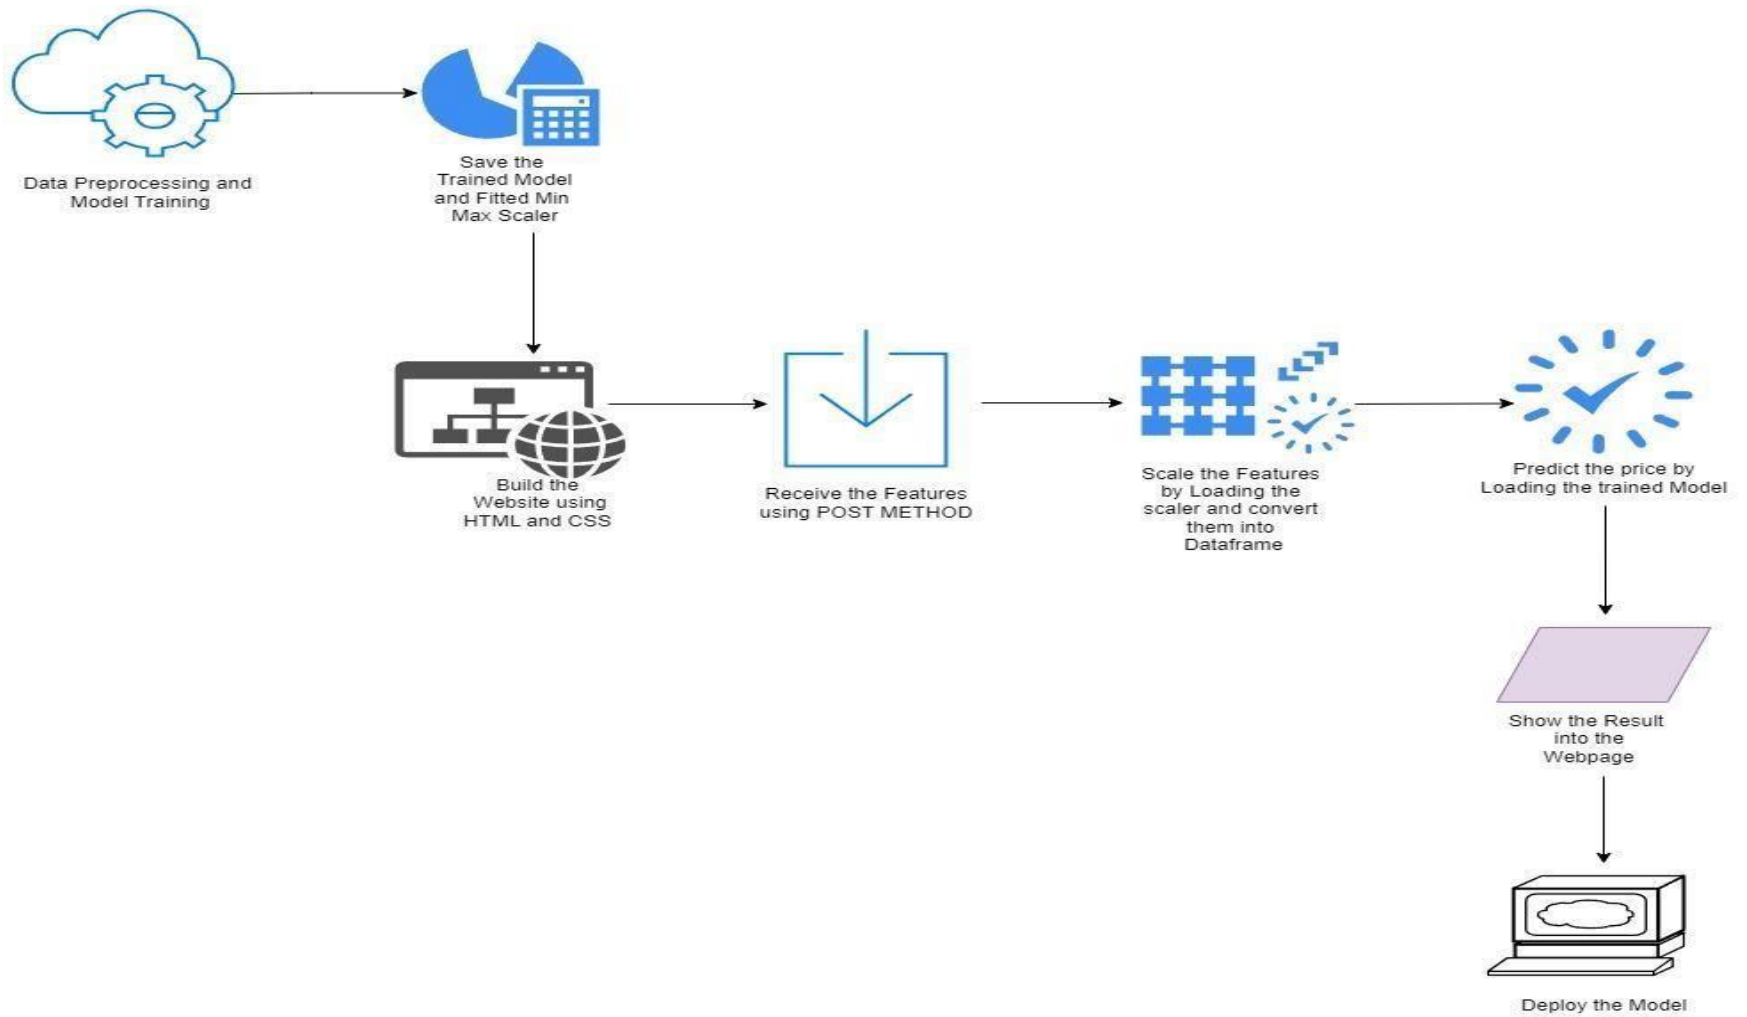 Data Preprocessing and
Model Training
Save the
Trained Model
and Fitted Min
Max Scaler
Build the
Website using
HTML and CSS
Receive the Features
using POST METHOD
Scale the Features
by Loading the
scaler and convert
them into
Dataframe
Predict the price by
Loading the trained Model
Show the Result
into the
Webpage
Deploy the Model